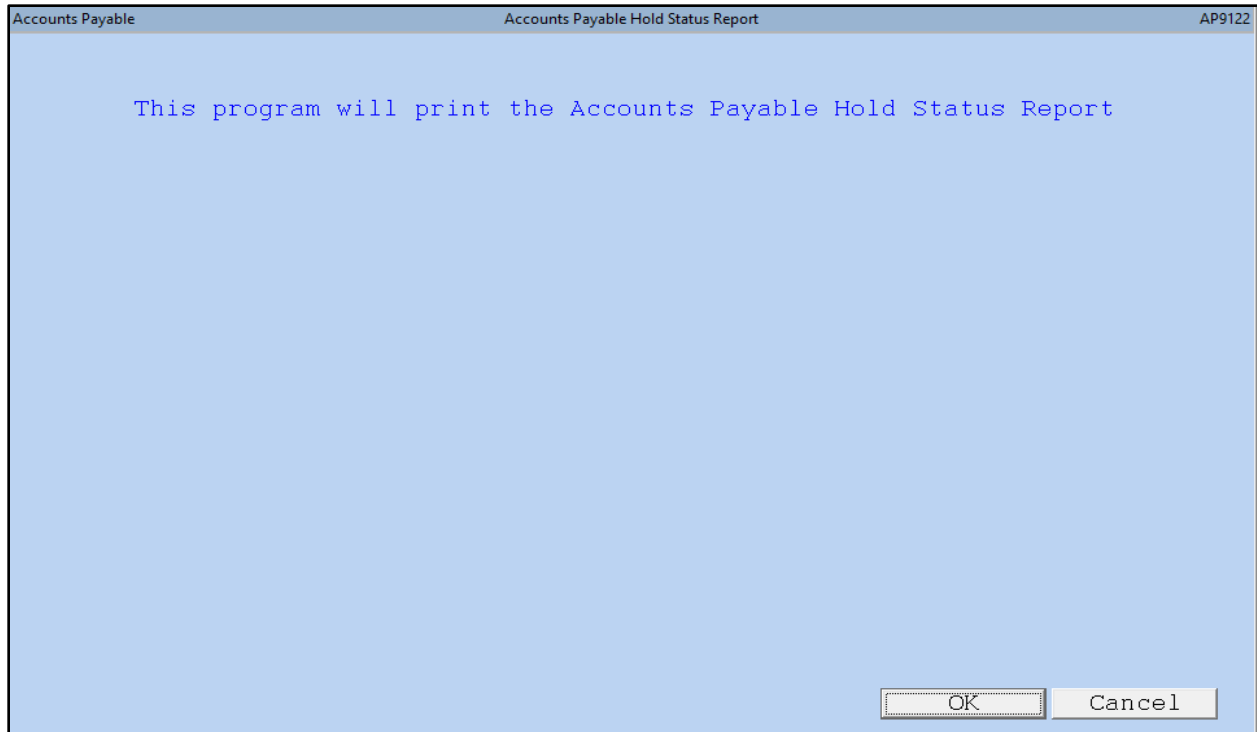 Accounts Payable Accounts Payable Hold Status Report AP9122
This program will print the Accounts Payable Hold Status Report
OK Cancel